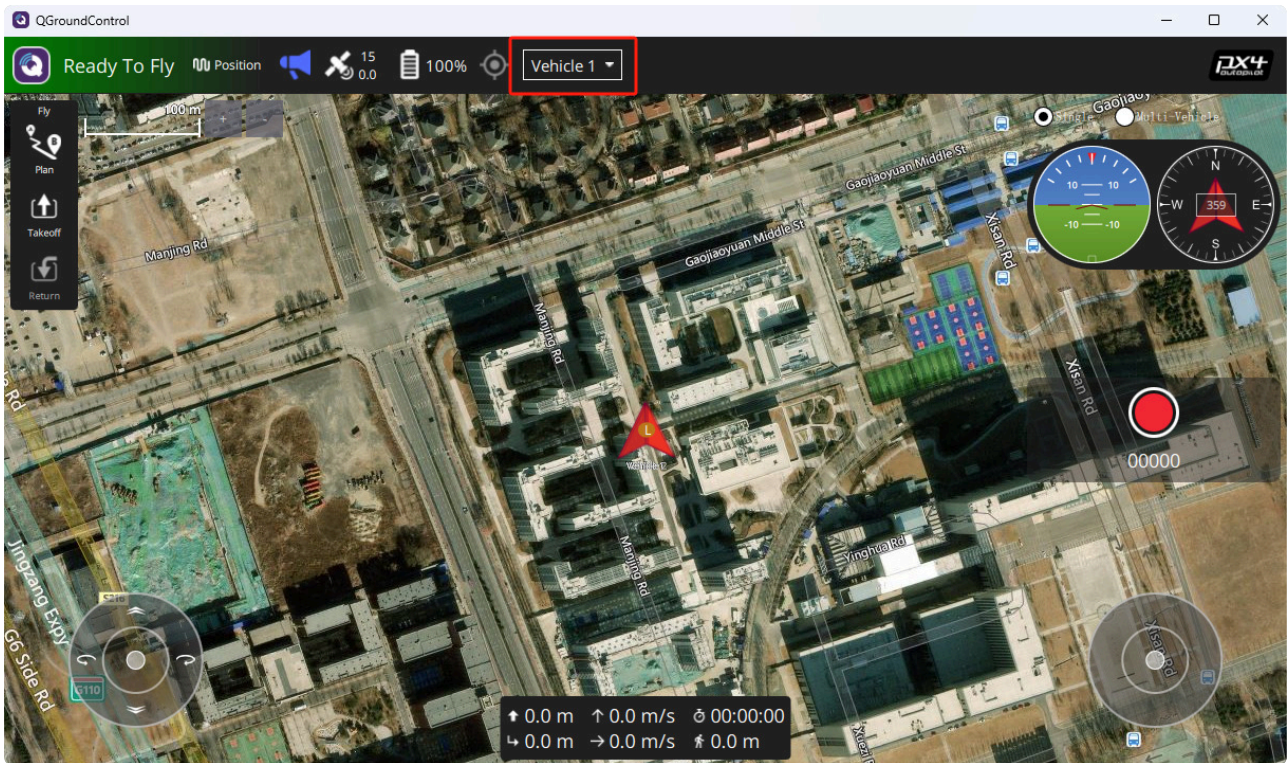 QGroundControl
Ready To Fly
Position
15
0.0
100%
Vehicle 1
px4
autopilot
Fly
100 m
Plan
Takeoff
Return
Single
Multi-Vehicle
Gaojiaoyuan Middle St
Gaojiaoyuan Middle St
Manjing Rd
Manjing Rd
Manjing Rd
Xisan Rd
Xisan Rd
Xisan Rd
10
10
-10
-10
N
W
359
E
S
L
00000
Yinghua Rd
Jingzang Expy
G6 Side Rd
S216
G110
0.0 m
0.0 m/s
00:00:00
0.0 m
0.0 m/s
0.0 m